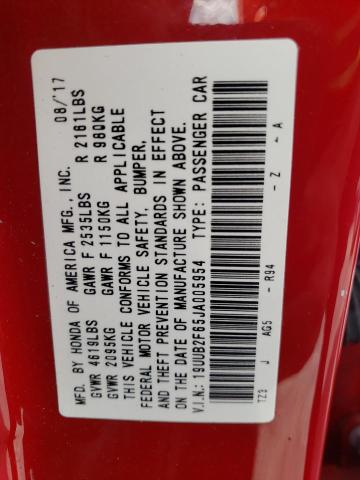 MFD. BY HONDA OF AMERICA MFG., INC. 08/'17
GVWR 4619LBS GAWR F 2535LBS R 2161LBS
GVWR 2095KG GAWR F 1150KG R 980KG
THIS VEHICLE CONFORMS TO ALL APPLICABLE
FEDERAL MOTOR VEHICLE SAFETY, BUMPER,
AND THEFT PREVENTION STANDARDS IN EFFECT
ON THE DATE OF MANUFACTURE SHOWN ABOVE.
V.I.N.: 19UUB2F65JA005954 TYPE: PASSENGER CAR
TZ3 J AG5 - R94 - Z - A